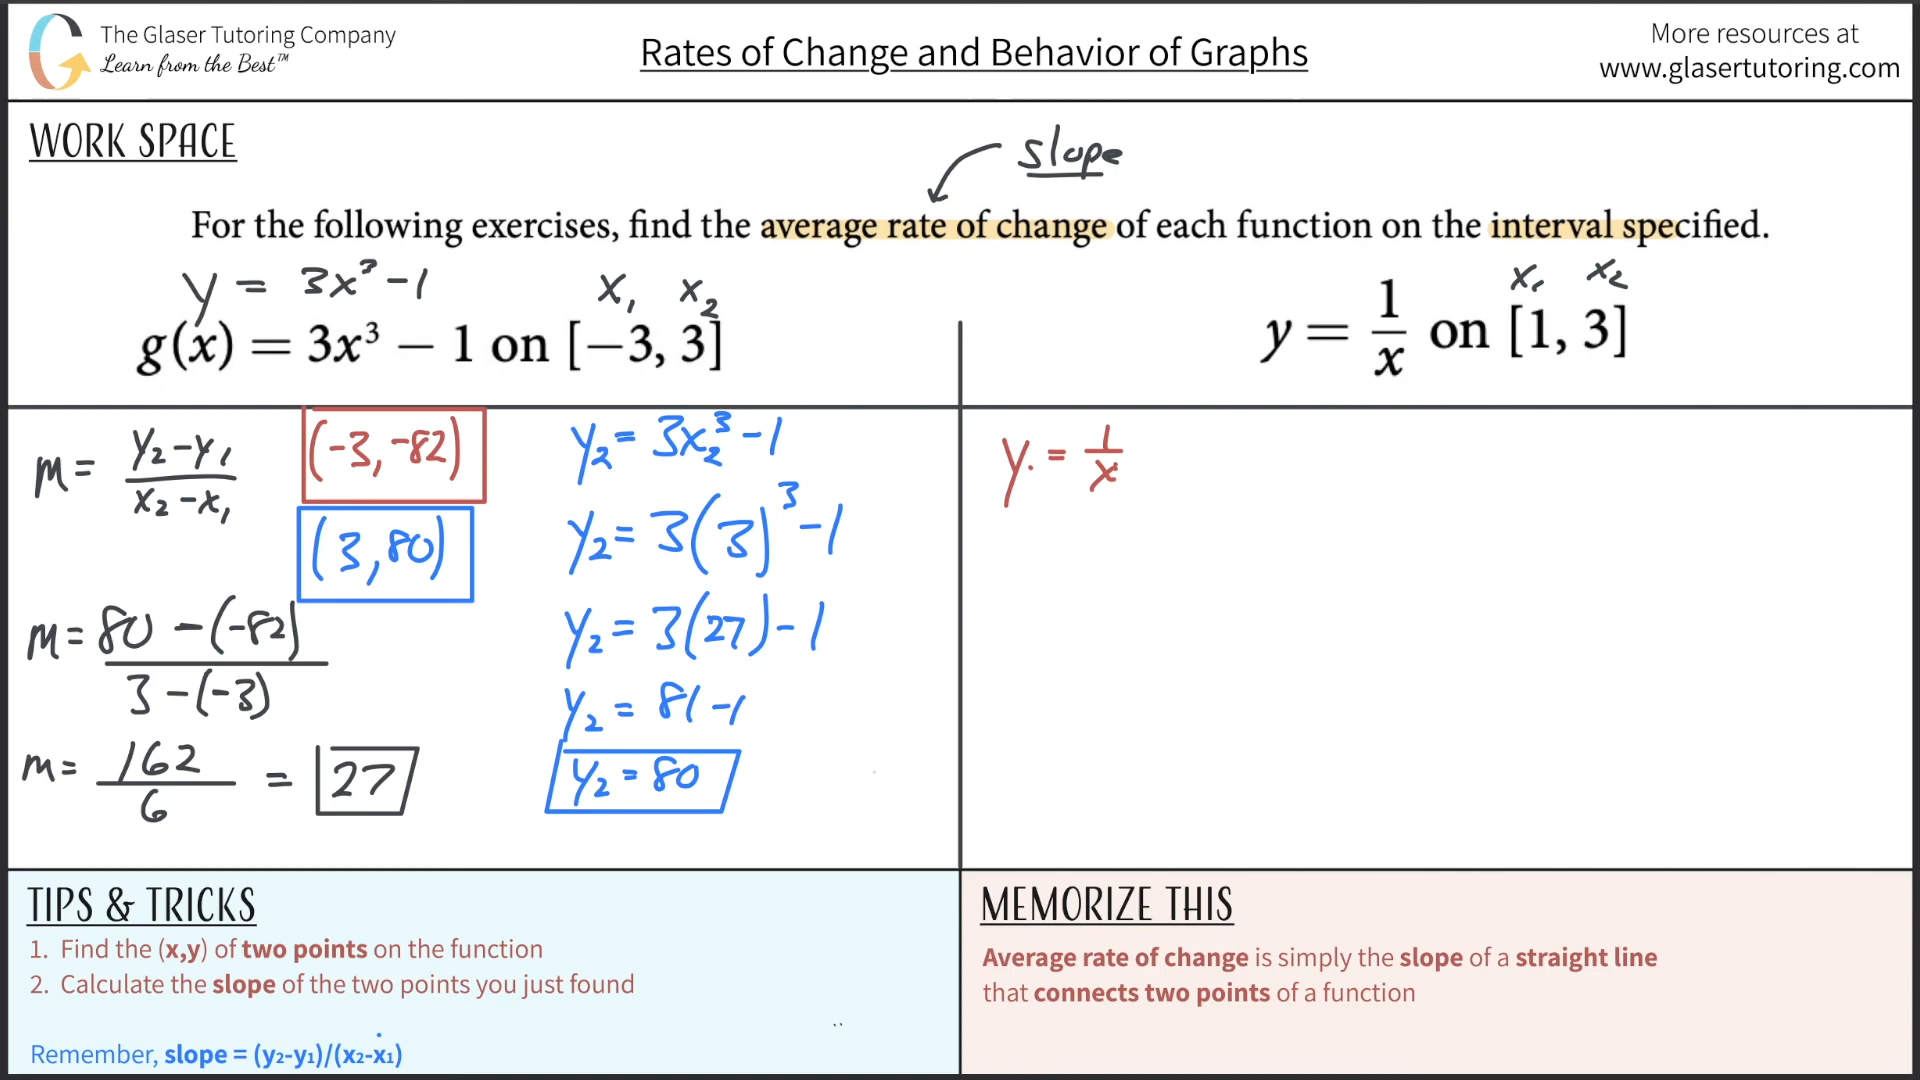 The Glaser Tutoring Company
Learn from the Best™
Rates of Change and Behavior of Graphs
More resources at
www.glasertutoring.com
WORK SPACE
slope
For the following exercises, find the average rate of change of each function on the interval specified.
y = 3x³ - 1
x₁ x₂
g(x) = 3x³ − 1 on [−3, 3]
x₁ x₂
y = 1/x on [1, 3]
m = (y₂-y₁)/(x₂-x₁)
(-3, -82)
(3, 80)
m = (80 - (-82))/(3 - (-3))
m = 162/6 = 27
y₂ = 3x₂³ - 1
y₂ = 3(3)³ - 1
y₂ = 3(27) - 1
y₂ = 81 - 1
y₂ = 80
y. = 1/x
TIPS & TRICKS
1. Find the (x,y) of two points on the function
2. Calculate the slope of the two points you just found
Remember, slope = (y₂-y₁)/(x₂-x₁)
MEMORIZE THIS
Average rate of change is simply the slope of a straight line
that connects two points of a function